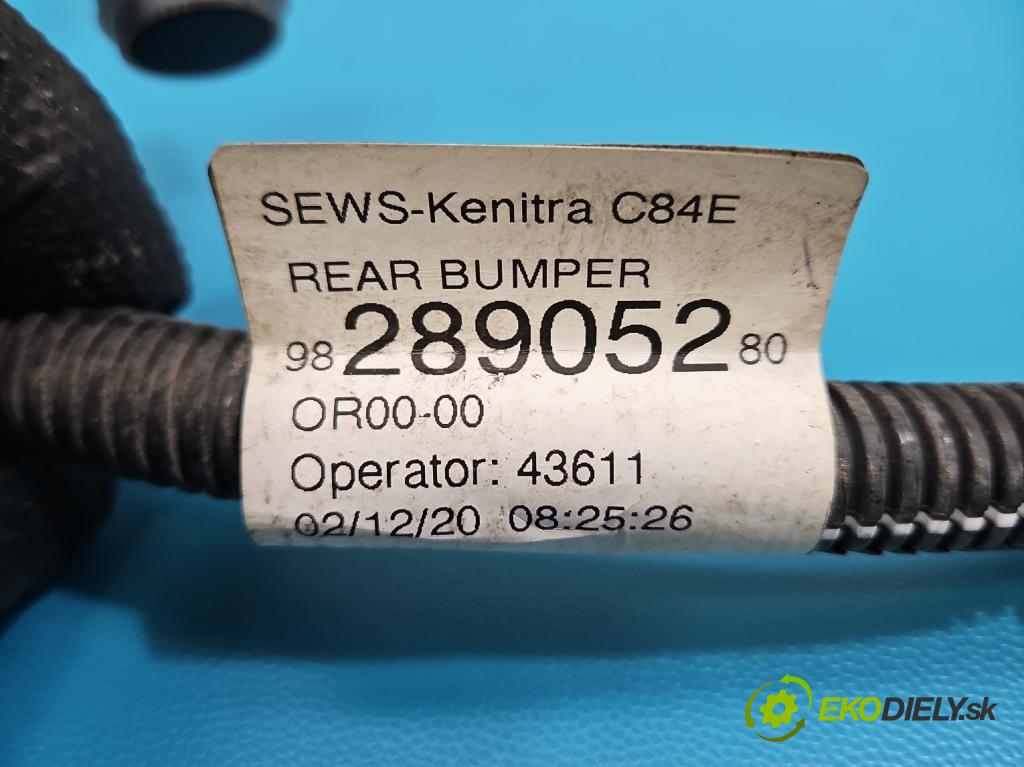 SEWS-Kenitra C84E
REAR BUMPER
98 289052 80
OR00-00
Operator: 43611
02/12/20 08:25:26
EKODIELY.sk